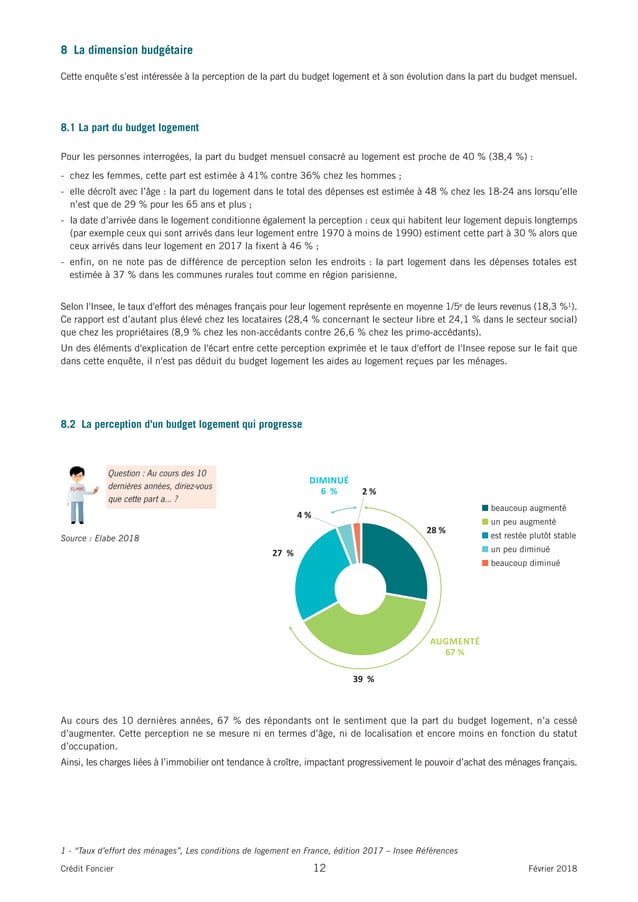 8 La dimension budgétaire
Cette enquête s'est intéressée à la perception de la part du budget logement et à son évolution dans la part du budget mensuel.
8.1 La part du budget logement
Pour les personnes interrogées, la part du budget mensuel consacré au logement est proche de 40 % (38,4 %) :
- chez les femmes, cette part est estimée à 41% contre 36% chez les hommes ;
- elle décroît avec l'âge : la part du logement dans le total des dépenses est estimée à 48 % chez les 18-24 ans lorsqu'elle
n'est que de 29 % pour les 65 ans et plus ;
- la date d'arrivée dans le logement conditionne également la perception : ceux qui habitent leur logement depuis longtemps
(par exemple ceux qui sont arrivés dans leur logement entre 1970 à moins de 1990) estiment cette part à 30 % alors que
ceux arrivés dans leur logement en 2017 la fixent à 46 % ;
- enfin, on ne note pas de différence de perception selon les endroits : la part logement dans les dépenses totales est
estimée à 37 % dans les communes rurales tout comme en région parisienne.
Selon l'Insee, le taux d'effort des ménages français pour leur logement représente en moyenne 1/5e de leurs revenus (18,3 %¹).
Ce rapport est d'autant plus élevé chez les locataires (28,4 % concernant le secteur libre et 24,1 % dans le secteur social)
que chez les propriétaires (8,9 % chez les non-accédants contre 26,6 % chez les primo-accédants).
Un des éléments d'explication de l'écart entre cette perception exprimée et le taux d'effort de l'Insee repose sur le fait que
dans cette enquête, il n'est pas déduit du budget logement les aides au logement reçues par les ménages.
8.2 La perception d'un budget logement qui progresse
ELABE
Question : Au cours des 10
dernières années, diriez-vous
que cette part a... ?
Source : Elabe 2018
DIMINUÉ
6 %
2 %
4 %
28 %
27 %
AUGMENTÉ
67 %
39 %
beaucoup augmenté
un peu augmenté
est restée plutôt stable
un peu diminué
beaucoup diminué
Au cours des 10 dernières années, 67 % des répondants ont le sentiment que la part du budget logement, n'a cessé
d'augmenter. Cette perception ne se mesure ni en termes d'âge, ni de localisation et encore moins en fonction du statut
d'occupation.
Ainsi, les charges liées à l'immobilier ont tendance à croître, impactant progressivement le pouvoir d'achat des ménages français.
1 - "Taux d'effort des ménages", Les conditions de logement en France, édition 2017 – Insee Références
Crédit Foncier
12
Février 2018